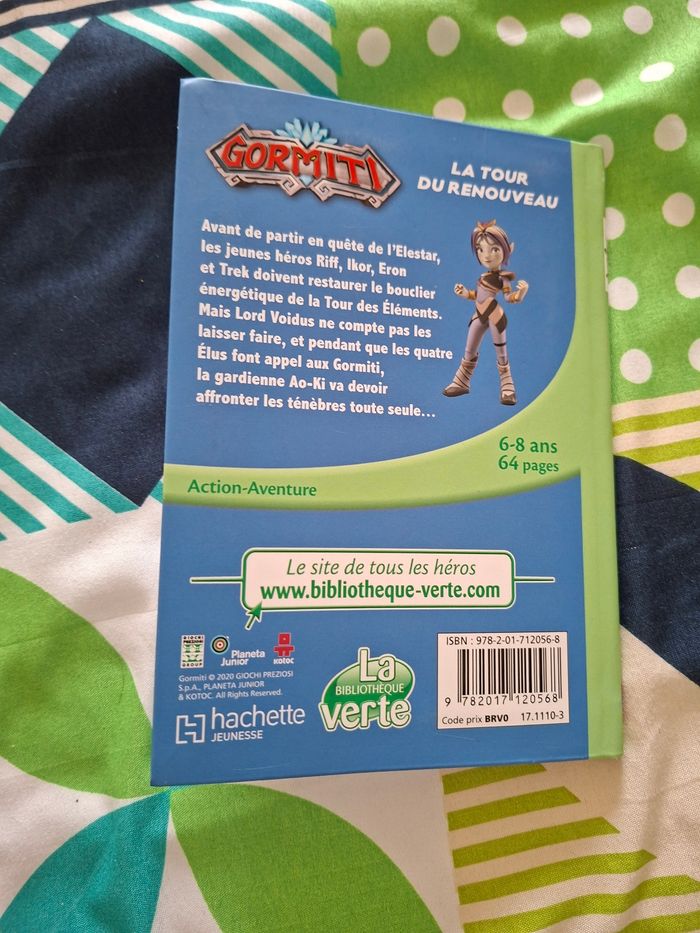 GORMITI
LA TOUR
DU RENOUVEAU
Avant de partir en quête de l'Elestar,
les jeunes héros Riff, Ikor, Eron
et Trek doivent restaurer le bouclier
énergétique de la Tour des Éléments.
Mais Lord Voidus ne compte pas les
laisser faire, et pendant que les quatre
Élus font appel aux Gormiti,
la gardienne Ao-Ki va devoir
affronter les ténèbres toute seule...
6-8 ans
64 pages
Action-Aventure
Le site de tous les héros
www.bibliotheque-verte.com
GIOCHI
PREZIOSI
GROUP
Planeta
Junior
KOTOC
Gormiti © 2020 GIOCHI PREZIOSI
S.p.A., PLANETA JUNIOR
& KOTOC. All Rights Reserved.
hachette
JEUNESSE
La
BIBLIOTHÈQUE
verte
ISBN : 978-2-01-712056-8
9 782017 120568
Code prix BRV0 17.1110-3